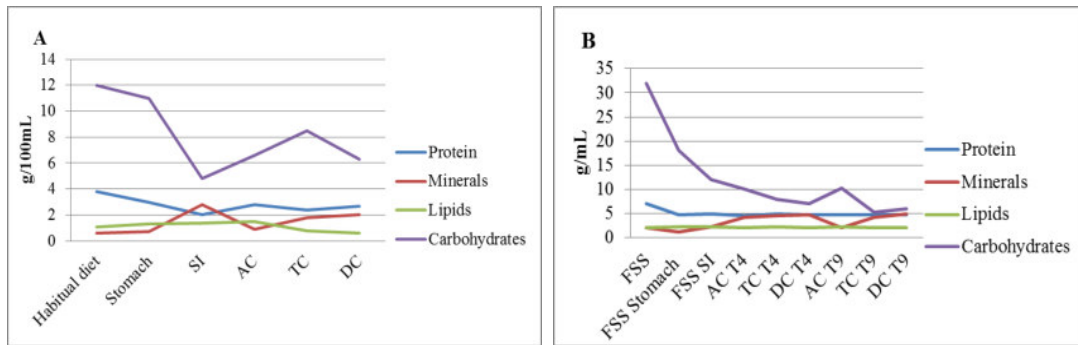 A
g/100mL
14
12
10
8
6
4
2
0
Habitual diet
Stomach
SI
AC
TC
DC
Protein
Minerals
Lipids
Carbohydrates
B
g/mL
35
30
25
20
15
10
5
0
FSS
FSS Stomach
FSS SI
AC T4
TC T4
DC T4
AC T9
TC T9
DC T9
Protein
Minerals
Lipids
Carbohydrates